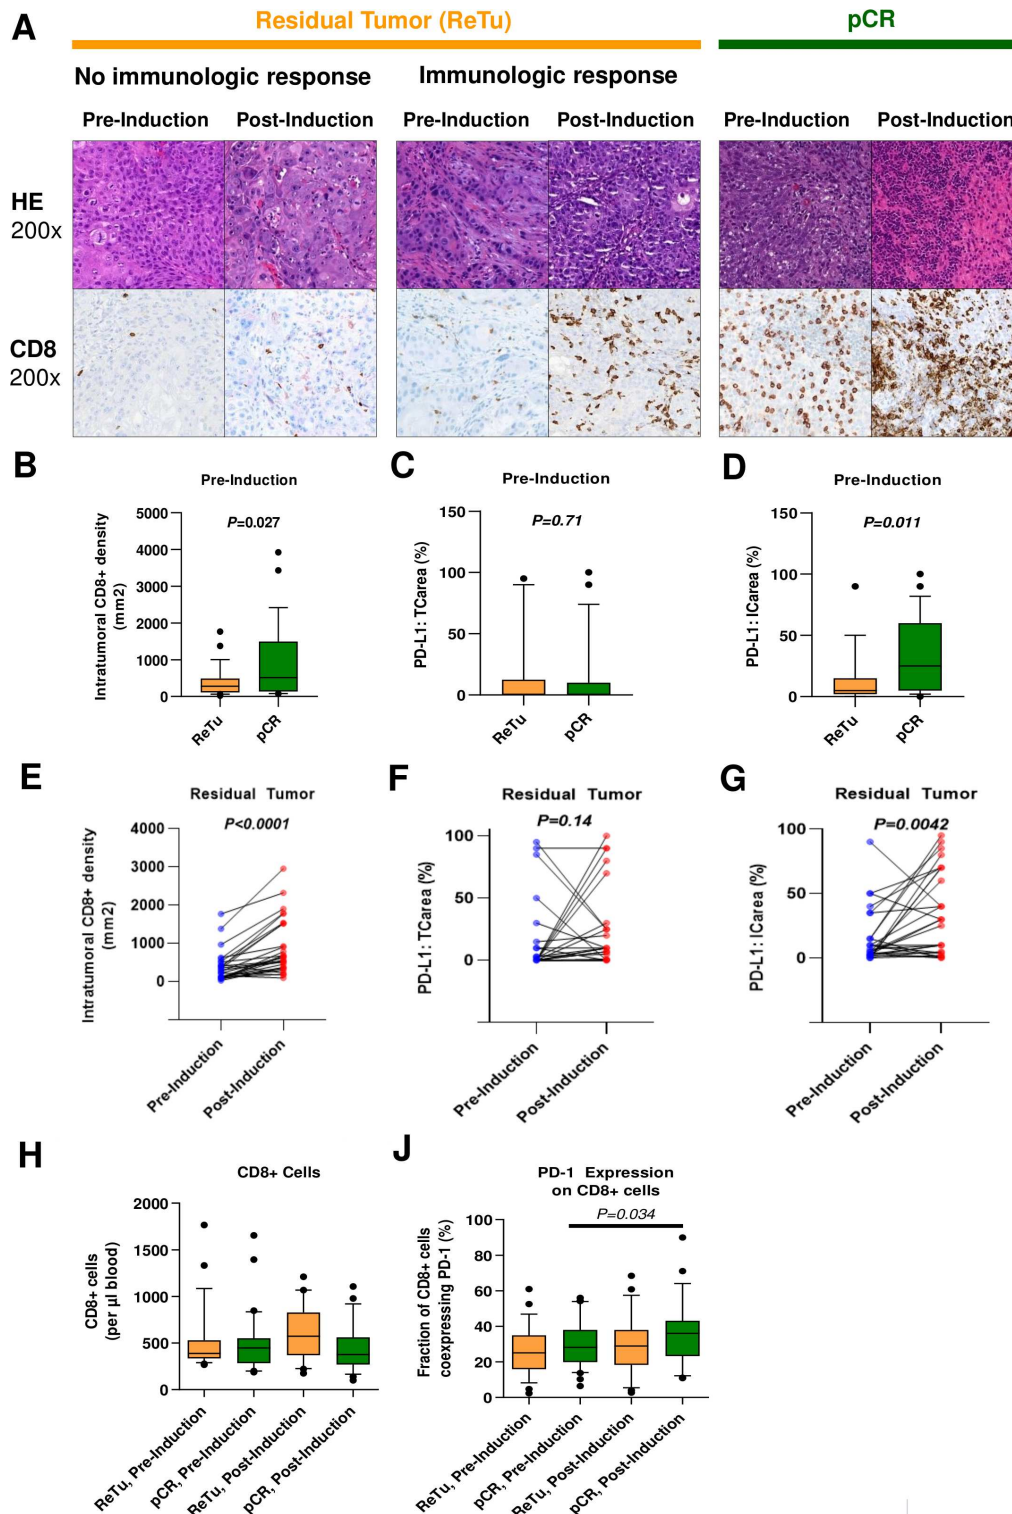 A
Residual Tumor (ReTu)
pCR
No immunologic response
Immunologic response
Pre-Induction
Post-Induction
Pre-Induction
Post-Induction
Pre-Induction
Post-Induction
HE
200x
CD8
200x
B
Pre-Induction
P=0.027
Intratumoral CD8+ density
(mm2)
5000
4000
3000
2000
1000
0
ReTu
pCR
C
Pre-Induction
P=0.71
PD-L1: TCarea (%)
150
100
50
0
ReTu
pCR
D
Pre-Induction
P=0.011
PD-L1: ICarea (%)
150
100
50
0
ReTu
pCR
E
Residual Tumor
P<0.0001
Intratumoral CD8+ density
(mm2)
4000
3000
2000
1000
0
Pre-Induction
Post-Induction
F
Residual Tumor
P=0.14
PD-L1: TCarea (%)
100
50
0
Pre-Induction
Post-Induction
G
Residual Tumor
P=0.0042
PD-L1: ICarea (%)
100
50
0
Pre-Induction
Post-Induction
H
CD8+ Cells
CD8+ cells
(per µl blood)
2000
1500
1000
500
0
ReTu, Pre-Induction
pCR, Pre-Induction
ReTu, Post-Induction
pCR, Post-Induction
J
PD-1 Expression
on CD8+ cells
P=0.034
Fraction of CD8+ cells
coexpressing PD-1 (%)
100
80
60
40
20
0
ReTu, Pre-Induction
pCR, Pre-Induction
ReTu, Post-Induction
pCR, Post-Induction